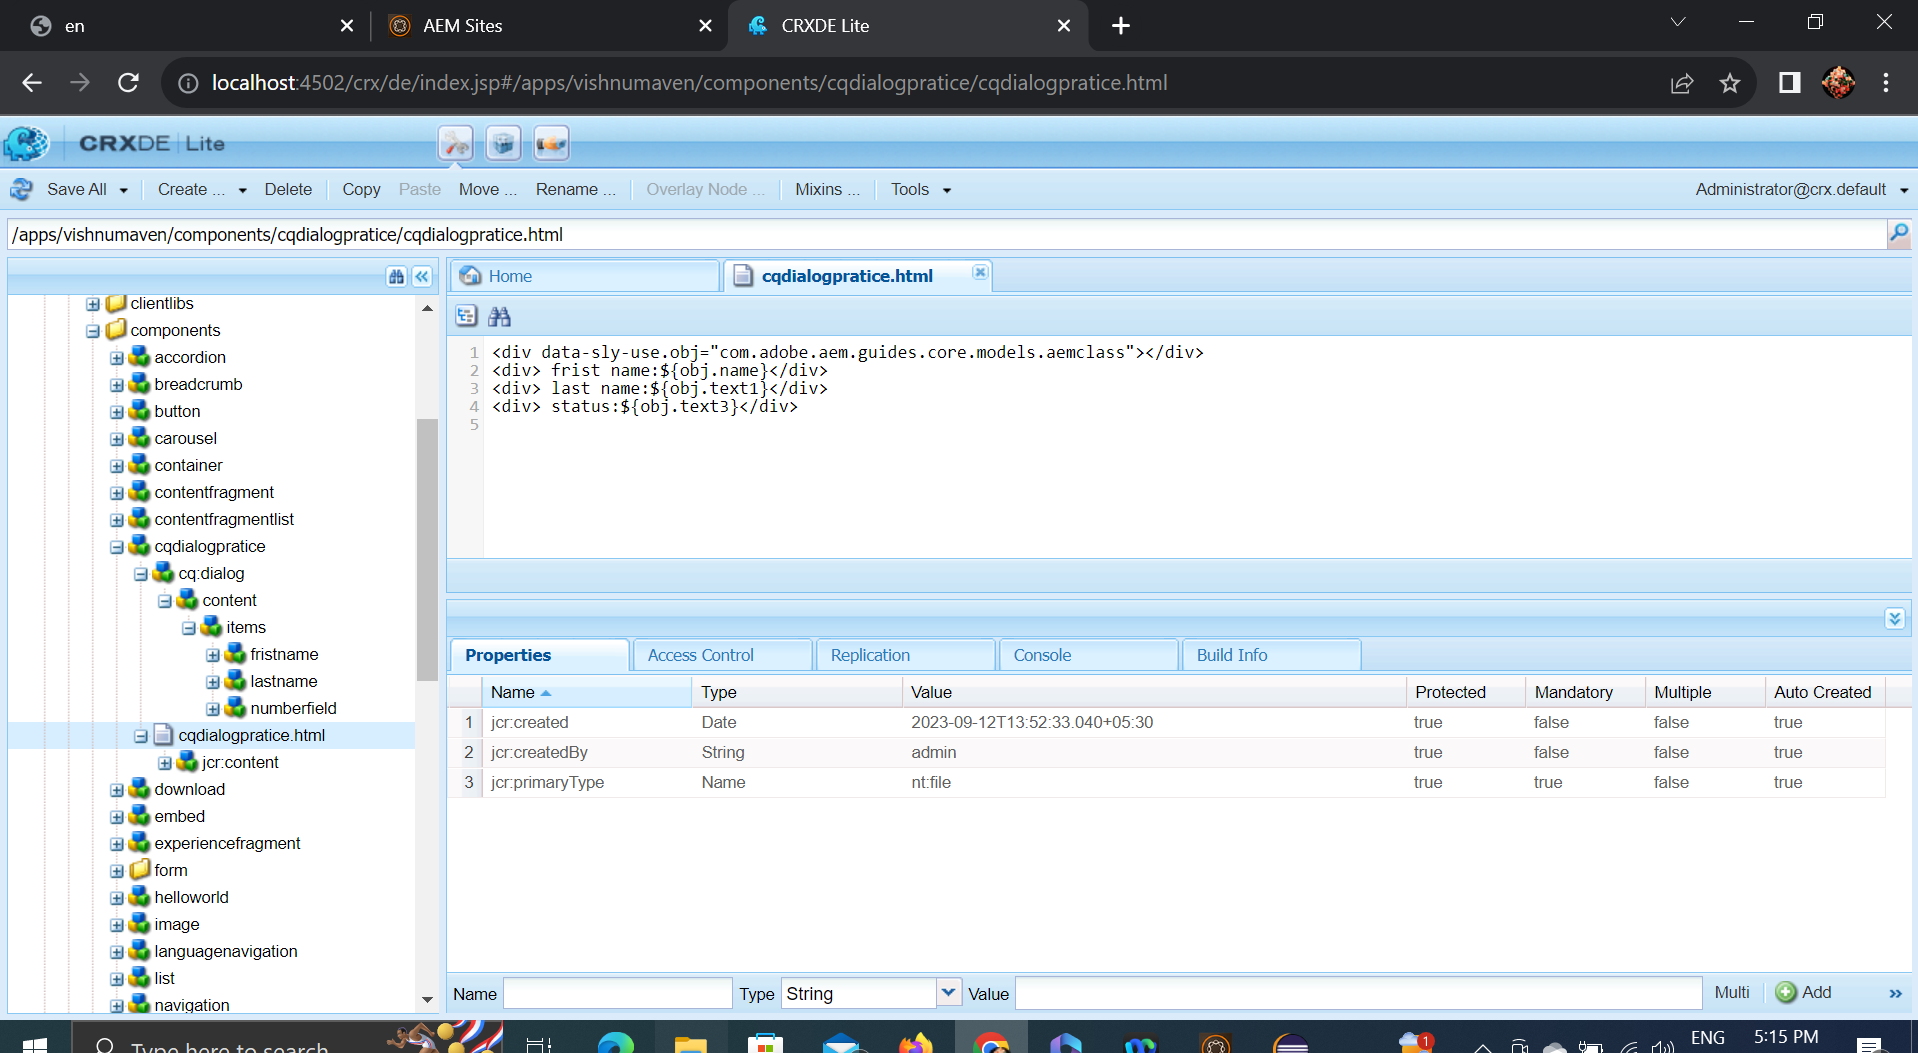 en
AEM Sites
CRXDE Lite
localhost:4502/crx/de/index.jsp#/apps/vishnumaven/components/cqdialogpratice/cqdialogpratice.html
CRXDE | Lite
Save All Create ... Delete Copy Paste Move ... Rename ... Overlay Node ... Mixins ... Tools Administrator@crx.default
/apps/vishnumaven/components/cqdialogpratice/cqdialogpratice.html
clientlibs
components
accordion
breadcrumb
button
carousel
container
contentfragment
contentfragmentlist
cqdialogpratice
cq:dialog
content
items
fristname
lastname
numberfield
cqdialogpratice.html
jcr:content
download
embed
experiencefragment
form
helloworld
image
languagenavigation
list
navigation
Home cqdialogpratice.html
1 <div data-sly-use.obj="com.adobe.aem.guides.core.models.aemclass"></div>
2 <div> frist name:${obj.name}</div>
3 <div> last name:${obj.text1}</div>
4 <div> status:${obj.text3}</div>
5
Properties Access Control Replication Console Build Info
Name Type Value Protected Mandatory Multiple Auto Created
1 jcr:created Date 2023-09-12T13:52:33.040+05:30 true false false true
2 jcr:createdBy String admin true false false true
3 jcr:primaryType Name nt:file true true false true
Name Type String Value Multi Add
Type here to search 1 ENG 5:15 PM